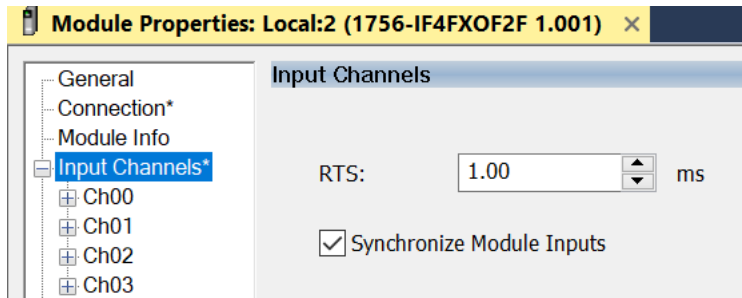 Module Properties: Local:2 (1756-IF4FXOF2F 1.001) ×
General
Connection*
Module Info
Input Channels*
Ch00
Ch01
Ch02
Ch03
Input Channels
RTS: 1.00 ms
Synchronize Module Inputs